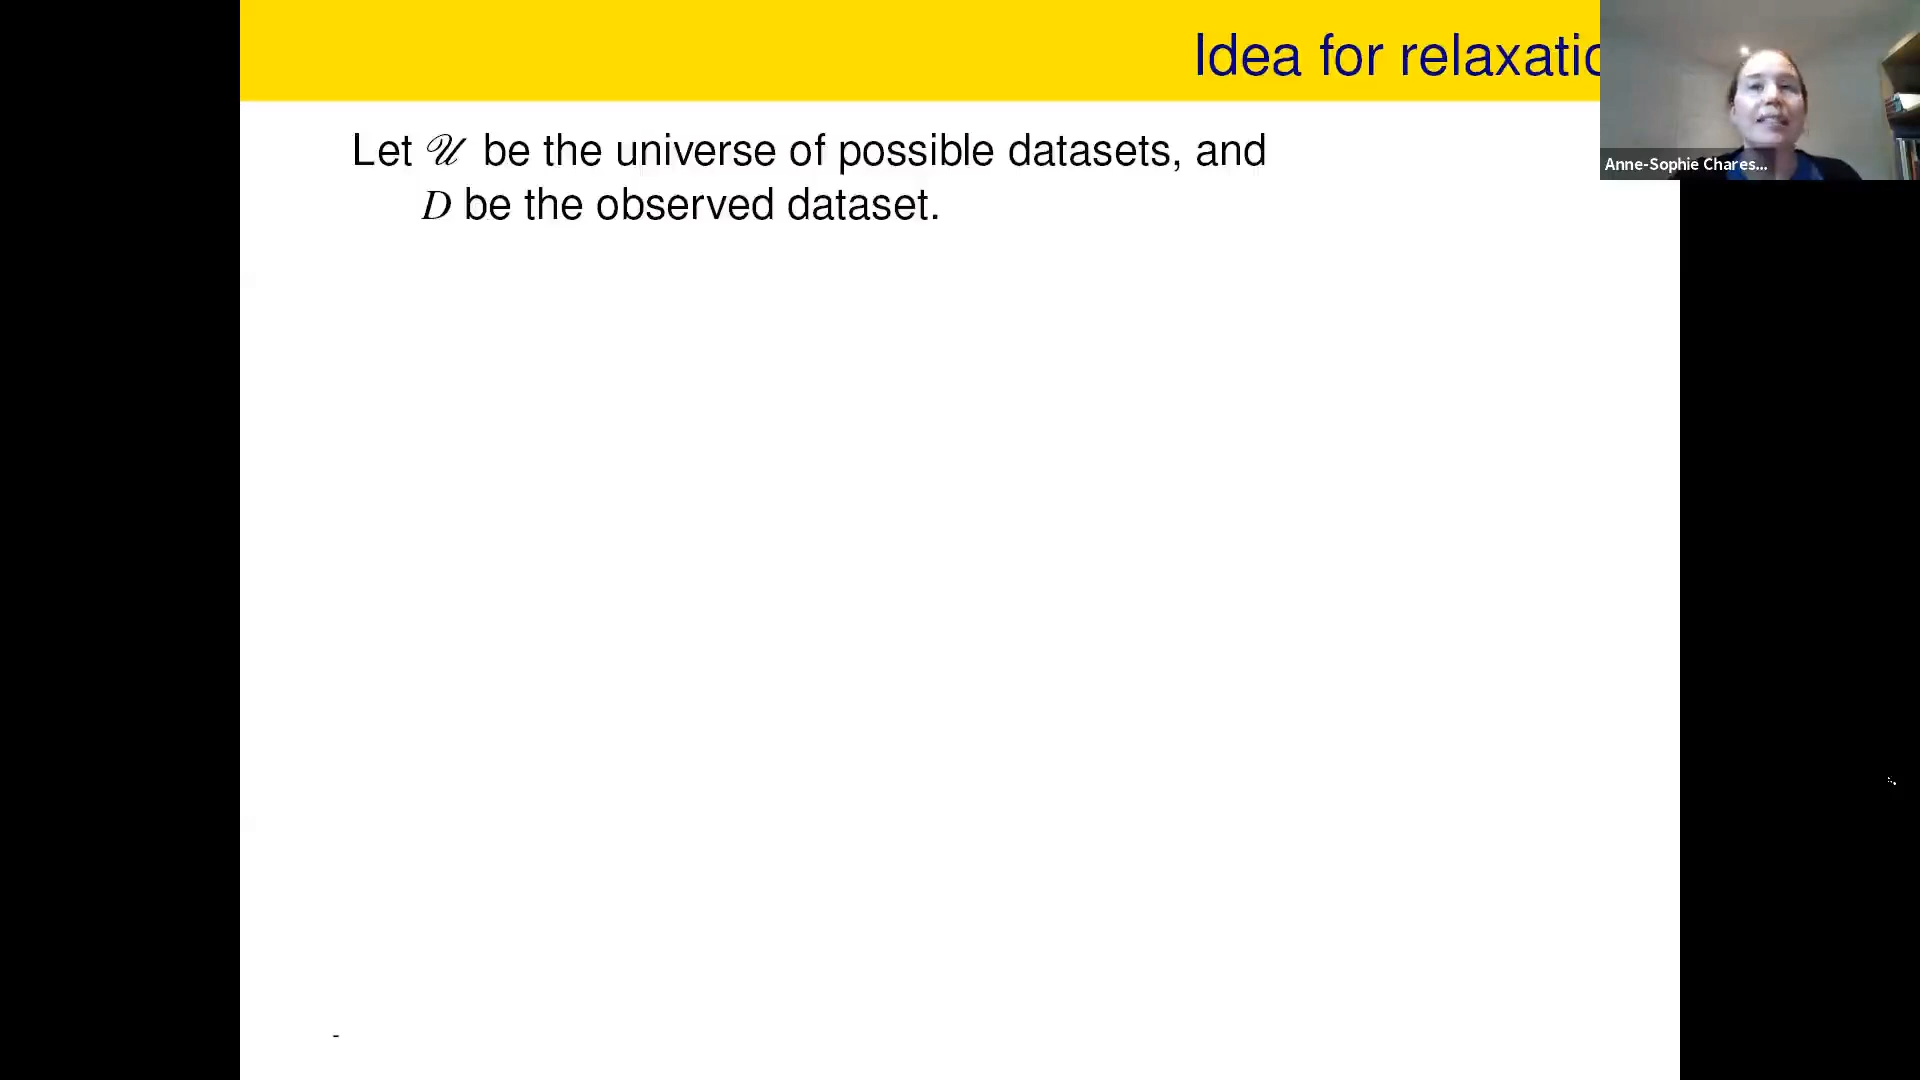 Idea for relaxatio
Let 𝒰 be the universe of possible datasets, and
D be the observed dataset.
Anne-Sophie Chares...
-